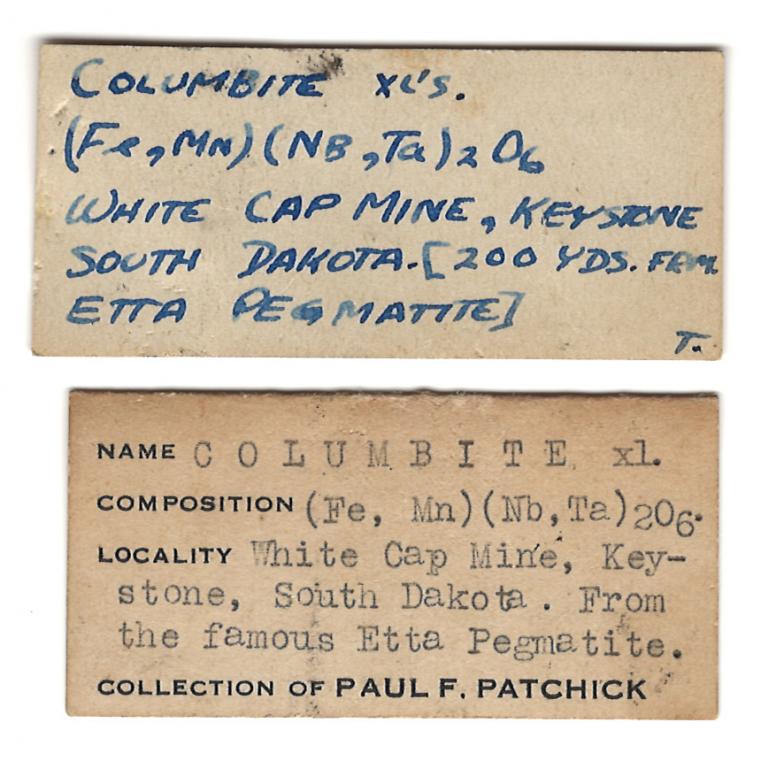 COLUMBITE XL'S.
(Fe, Mn)(NB, Ta)2O6
WHITE CAP MINE, KEYSTONE
SOUTH DAKOTA. [200 YDS. FRM.
ETTA PEGMATITE]
T.
NAME COLUMBITE xl.
COMPOSITION (Fe, Mn)(Nb,Ta)2O6.
LOCALITY White Cap Mine, Key-
stone, South Dakota. From
the famous Etta Pegmatite.
COLLECTION OF PAUL F. PATCHICK